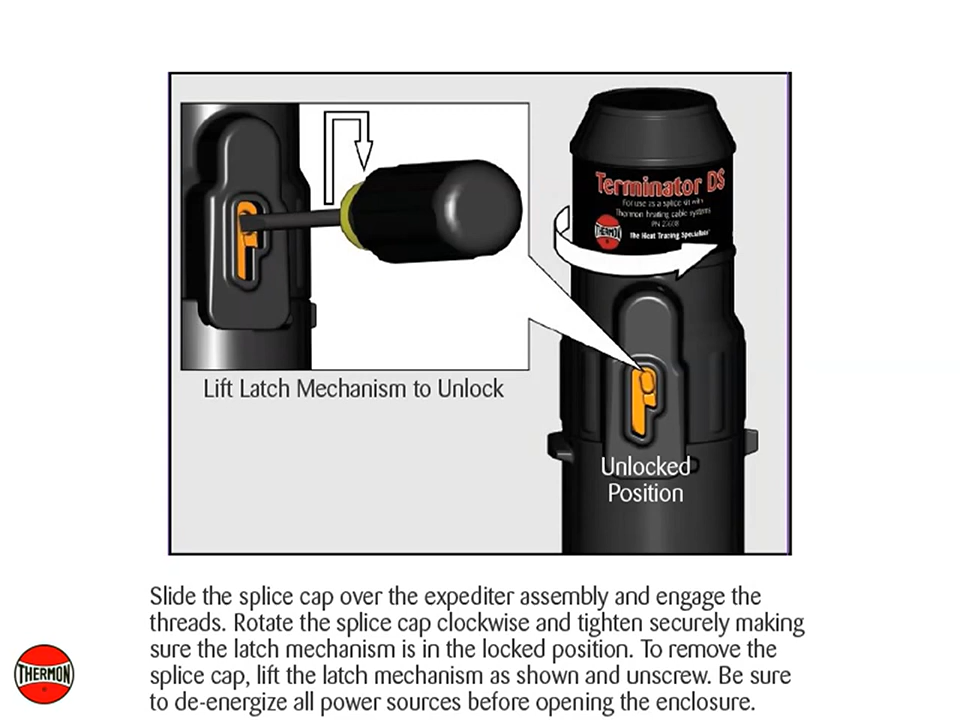 Terminator DS
For use as a splice kit with
Thermon heating cable systems
THERMON
The Heat Tracing Specialists
Lift Latch Mechanism to Unlock
Unlocked
Position
Slide the splice cap over the expediter assembly and engage the
threads. Rotate the splice cap clockwise and tighten securely making
sure the latch mechanism is in the locked position. To remove the
splice cap, lift the latch mechanism as shown and unscrew. Be sure
to de-energize all power sources before opening the enclosure.
THERMON